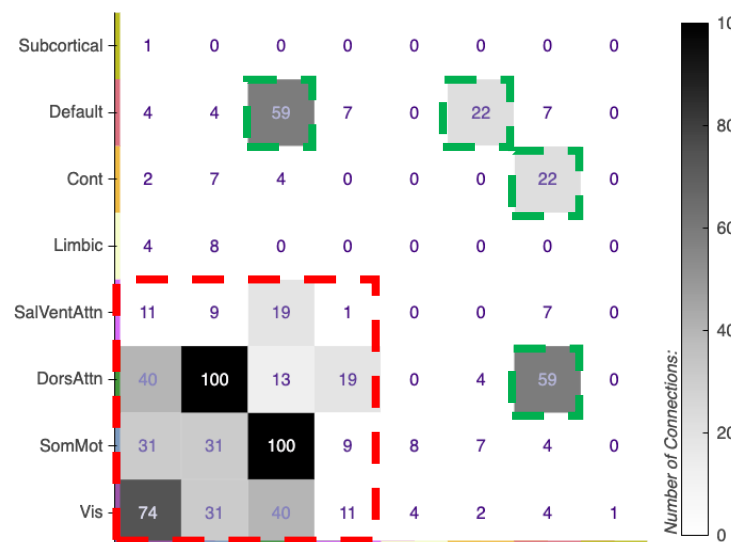 Subcortical 1 0 0 0 0 0 0 0
Default 4 4 59 7 0 22 7 0
Cont 2 7 4 0 0 0 22 0
Limbic 4 8 0 0 0 0 0 0
SalVentAttn 11 9 19 1 0 0 7 0
DorsAttn 40 100 13 19 0 4 59 0
SomMot 31 31 100 9 8 7 4 0
Vis 74 31 40 11 4 2 4 1
Number of Connections:
10
80
60
40
20
0